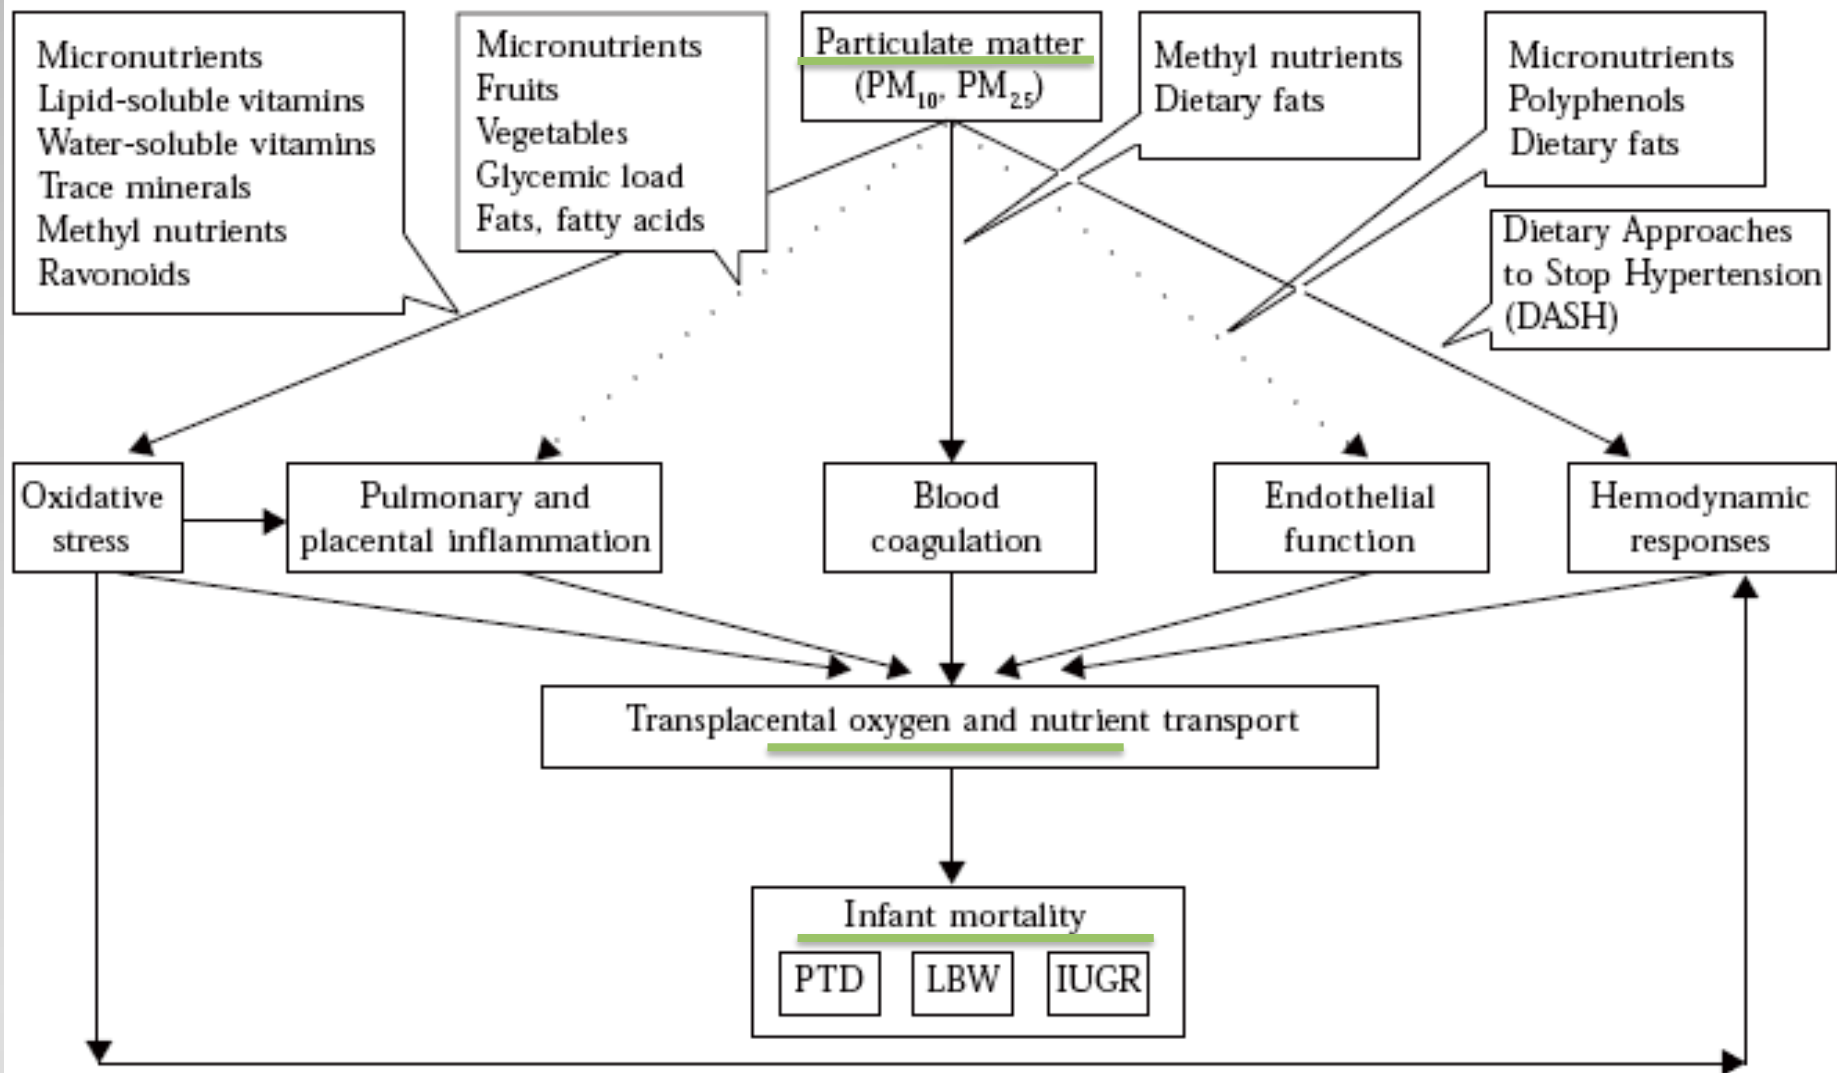 Micronutrients
Lipid-soluble vitamins
Water-soluble vitamins
Trace minerals
Methyl nutrients
Ravonoids
Micronutrients
Fruits
Vegetables
Glycemic load
Fats, fatty acids
Particulate matter
(PM10, PM2.5)
Methyl nutrients
Dietary fats
Micronutrients
Polyphenols
Dietary fats
Dietary Approaches
to Stop Hypertension
(DASH)
Oxidative
stress
Pulmonary and
placental inflammation
Blood
coagulation
Endothelial
function
Hemodynamic
responses
Transplacental oxygen and nutrient transport
Infant mortality
PTD
LBW
IUGR